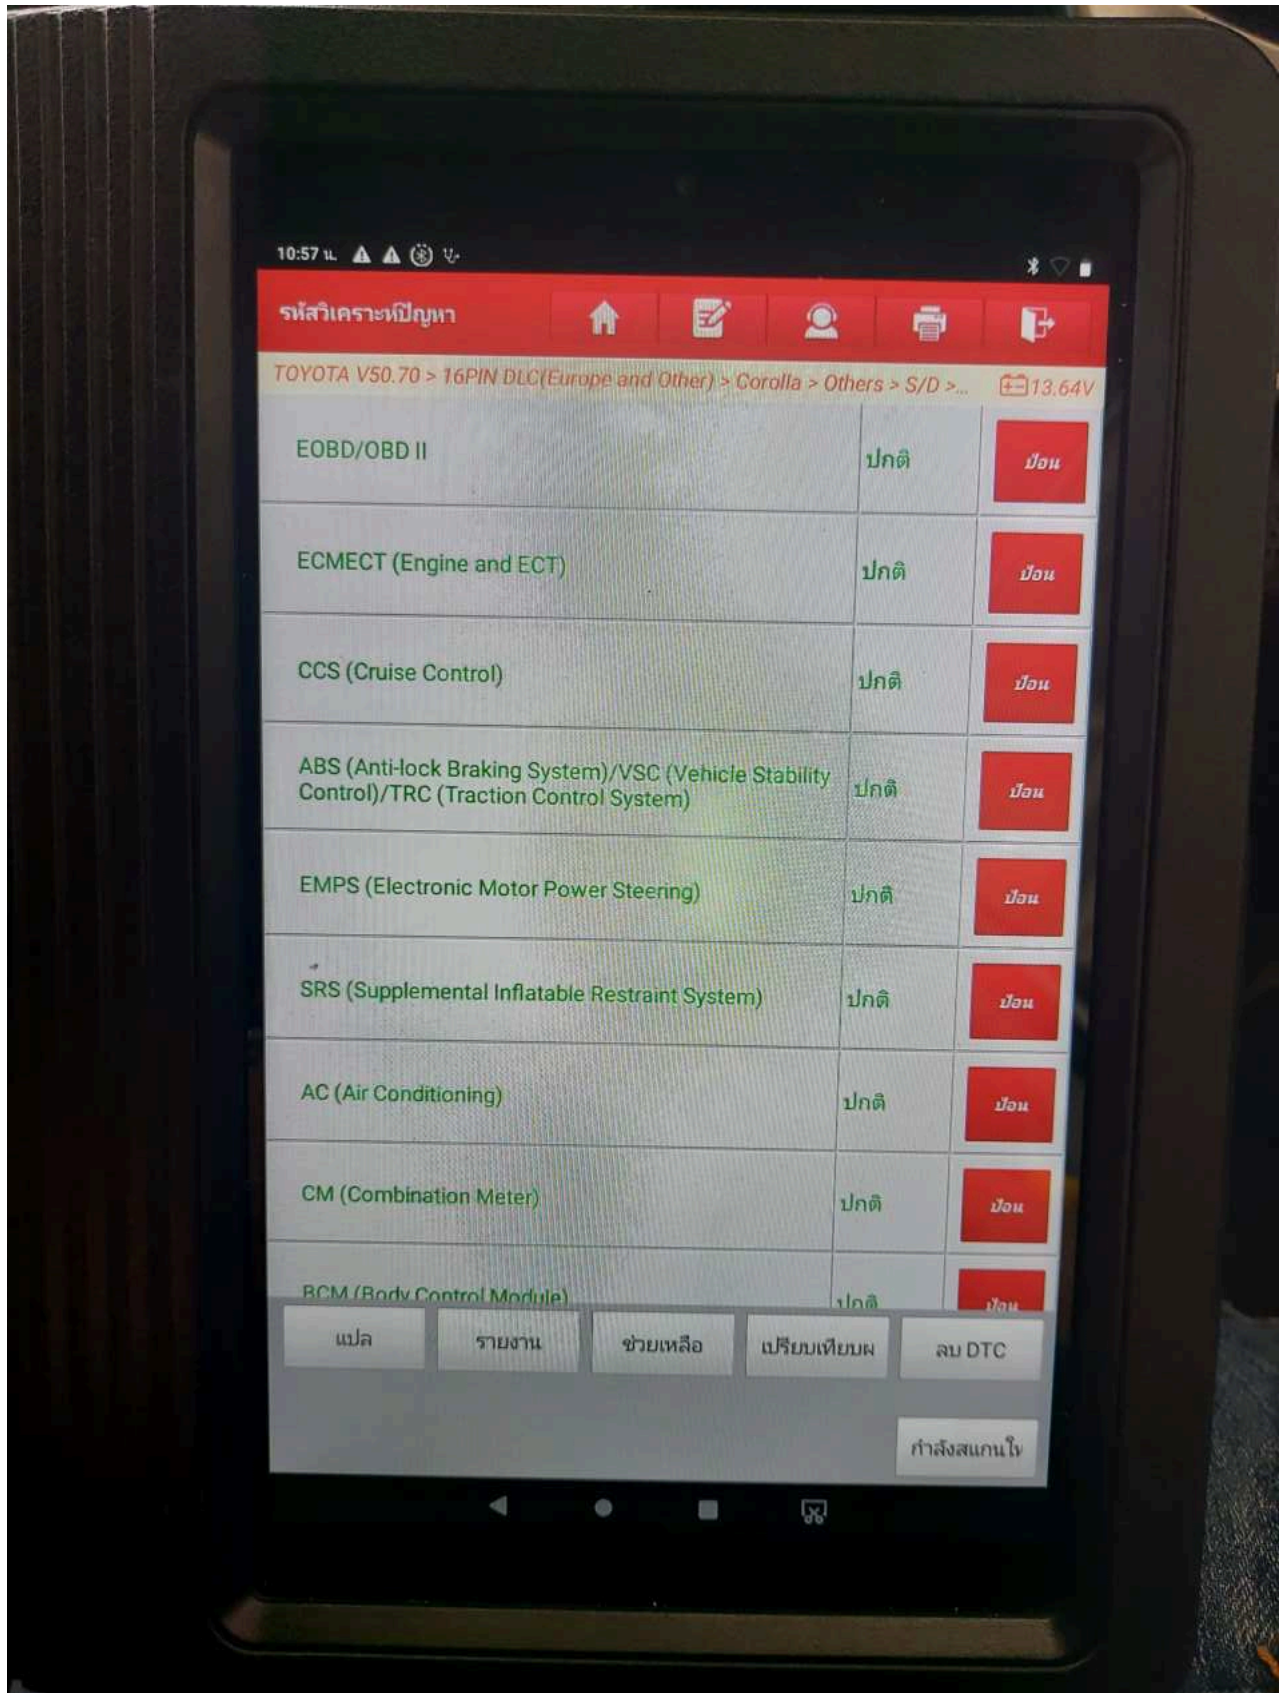 10:57 น.
รหัสวิเคราะห์ปัญหา
TOYOTA V50.70 > 16PIN DLC(Europe and Other) > Corolla > Others > S/D >... 13.64V
EOBD/OBD II ปกติ ป้อน
ECMECT (Engine and ECT) ปกติ ป้อน
CCS (Cruise Control) ปกติ ป้อน
ABS (Anti-lock Braking System)/VSC (Vehicle Stability
Control)/TRC (Traction Control System) ปกติ ป้อน
EMPS (Electronic Motor Power Steering) ปกติ ป้อน
SRS (Supplemental Inflatable Restraint System) ปกติ ป้อน
AC (Air Conditioning) ปกติ ป้อน
CM (Combination Meter) ปกติ ป้อน
BCM (Body Control Module) ปกติ ป้อน
แปล รายงาน ช่วยเหลือ เปรียบเทียบผ ลบ DTC
กำลังสแกนให